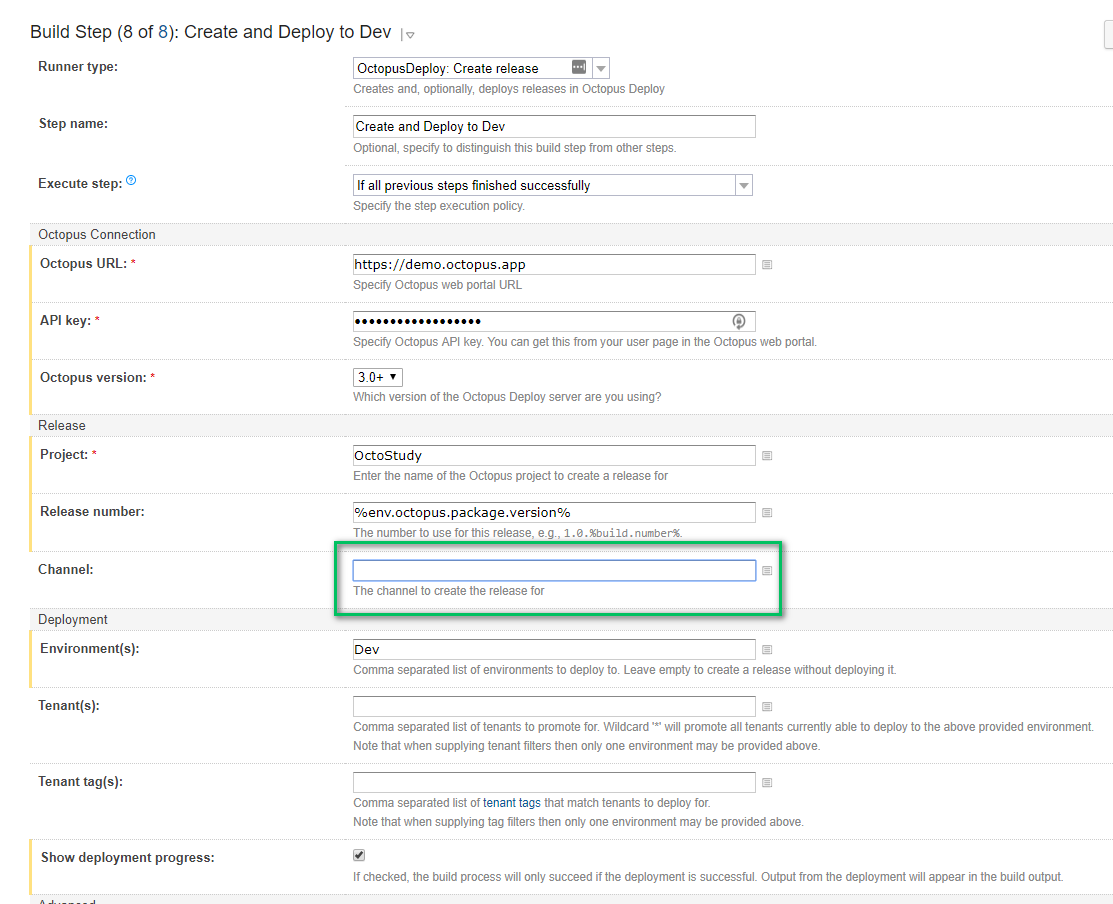 Build Step (8 of 8): Create and Deploy to Dev
Runner type:
OctopusDeploy: Create release
Creates and, optionally, deploys releases in Octopus Deploy
Step name:
Create and Deploy to Dev
Optional, specify to distinguish this build step from other steps.
Execute step:
If all previous steps finished successfully
Specify the step execution policy.
Octopus Connection
Octopus URL: *
https://demo.octopus.app
Specify Octopus web portal URL
API key: *
••••••••••••••••••
Specify Octopus API key. You can get this from your user page in the Octopus web portal.
Octopus version: *
3.0+
Which version of the Octopus Deploy server are you using?
Release
Project: *
OctoStudy
Enter the name of the Octopus project to create a release for
Release number:
%env.octopus.package.version%
The number to use for this release, e.g., 1.0.%build.number%.
Channel:
The channel to create the release for
Deployment
Environment(s):
Dev
Comma separated list of environments to deploy to. Leave empty to create a release without deploying it.
Tenant(s):
Comma separated list of tenants to promote for. Wildcard '*' will promote all tenants currently able to deploy to the above provided environment.
Note that when supplying tenant filters then only one environment may be provided above.
Tenant tag(s):
Comma separated list of tenant tags that match tenants to deploy for.
Note that when supplying tag filters then only one environment may be provided above.
Show deployment progress:
If checked, the build process will only succeed if the deployment is successful. Output from the deployment will appear in the build output.
Advanced